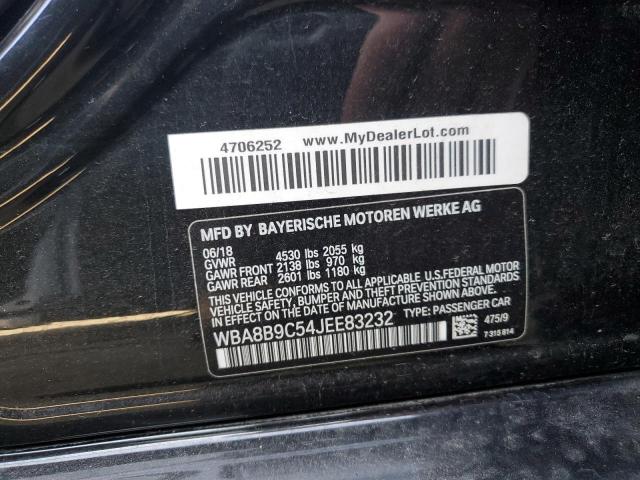 4706252 www.MyDealerLot.com
MFD BY BAYERISCHE MOTOREN WERKE AG
06/18
GVWR 4530 lbs 2055 kg
GAWR FRONT 2138 lbs 970 kg
GAWR REAR 2601 lbs 1180 kg
THIS VEHICLE CONFORMS TO ALL APPLICABLE U.S.FEDERAL MOTOR
VEHICLE SAFETY, BUMPER, AND THEFT PREVENTION STANDARDS
IN EFFECT ON THE DATE OF MANUFACTURE SHOWN ABOVE.
WBA8B9C54JEE83232 TYPE: PASSENGER CAR
475/9
7 315 814